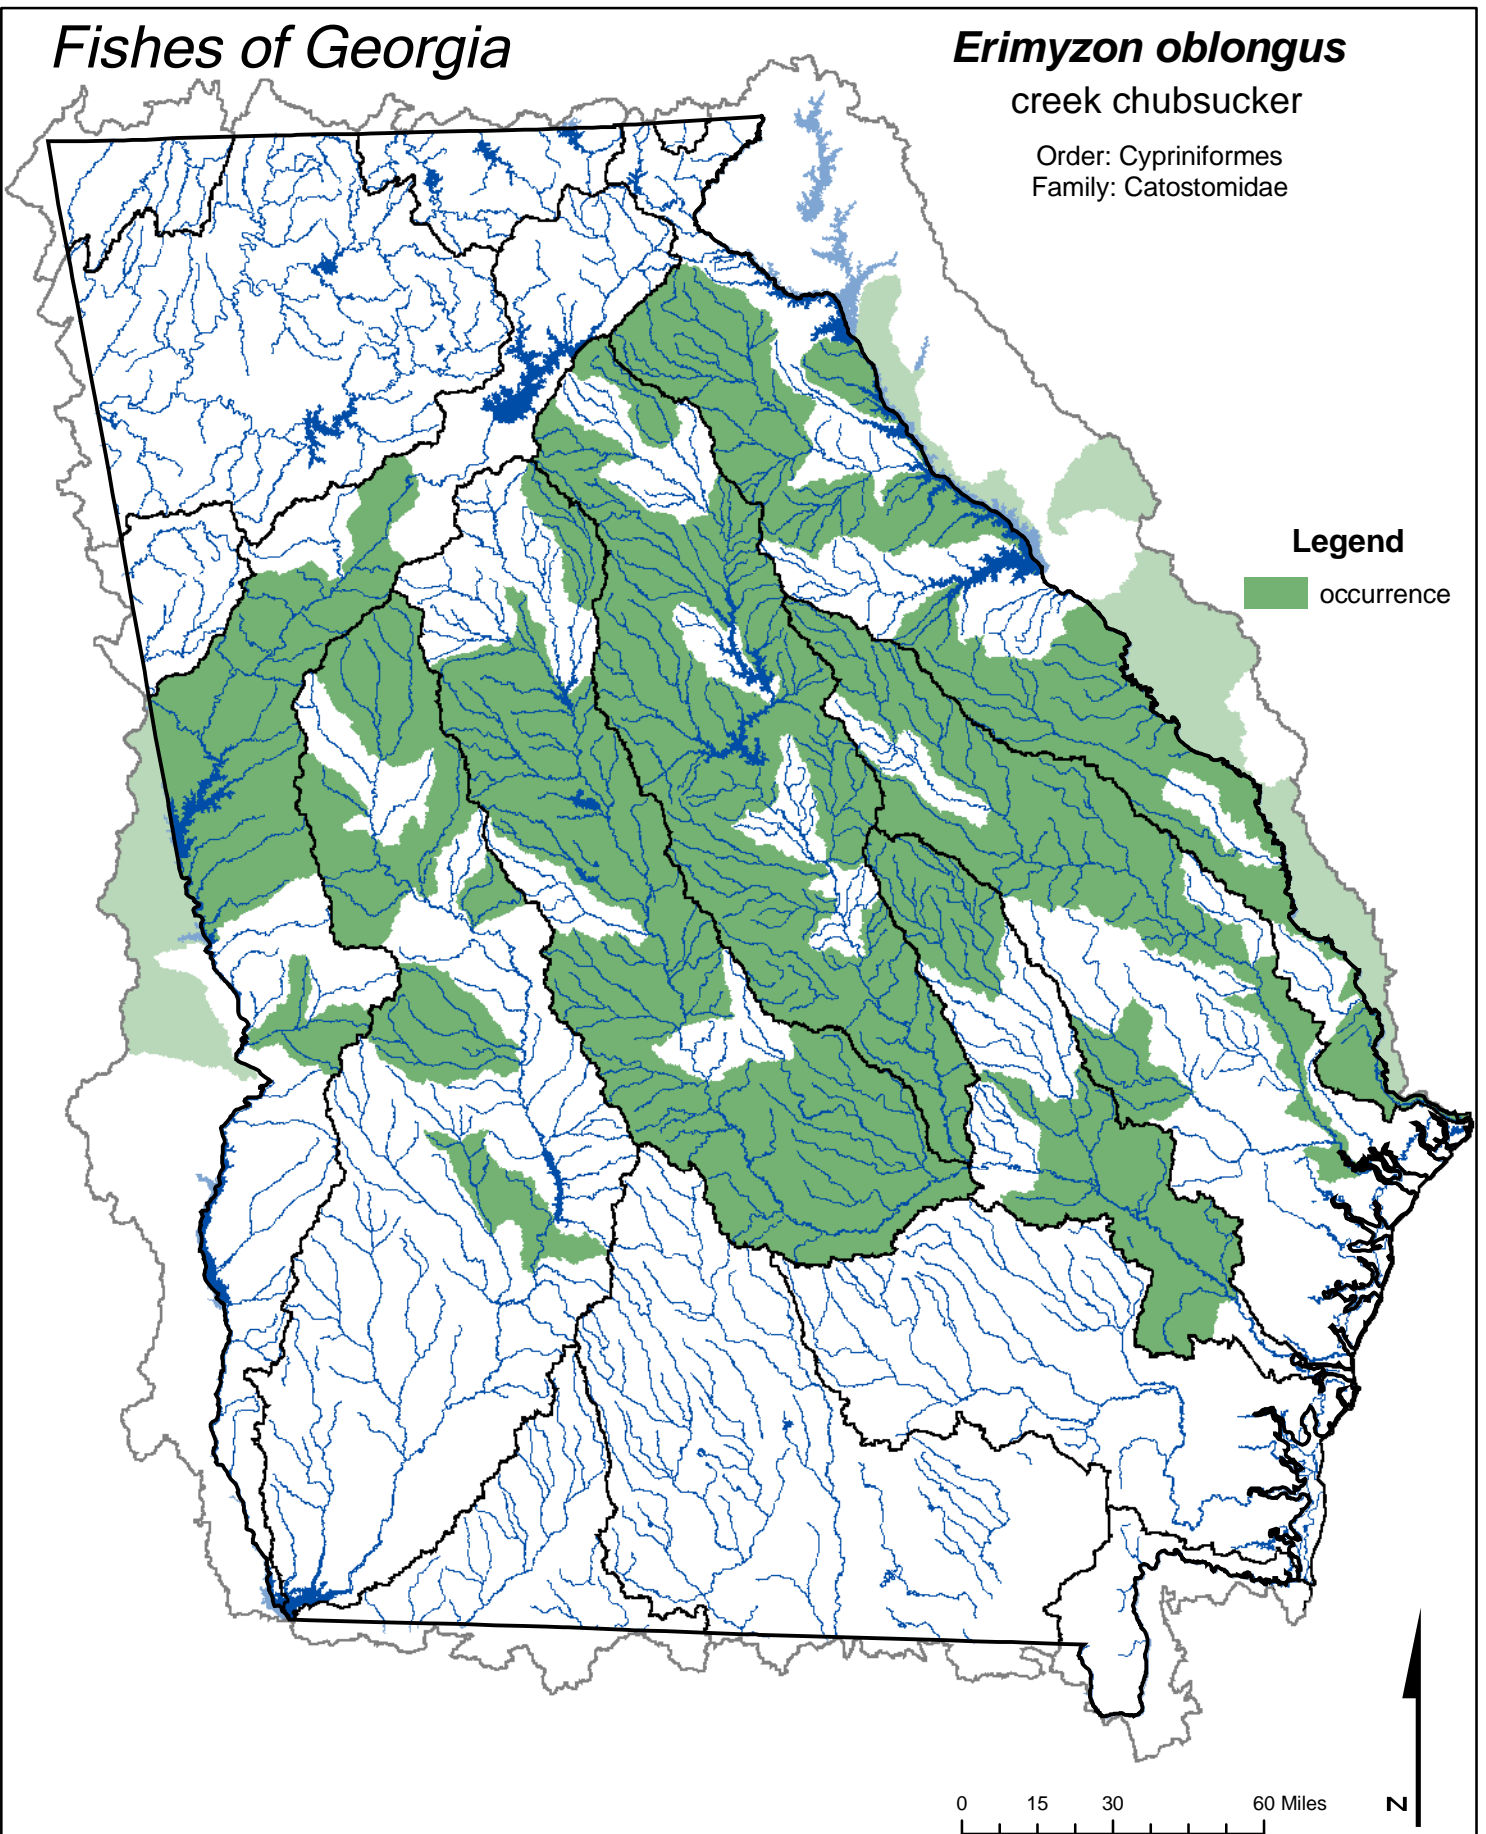 Fishes of Georgia
Erimyzon oblongus
creek chubsucker
Order: Cypriniformes
Family: Catostomidae
Legend
occurrence
0 15 30 60 Miles
N